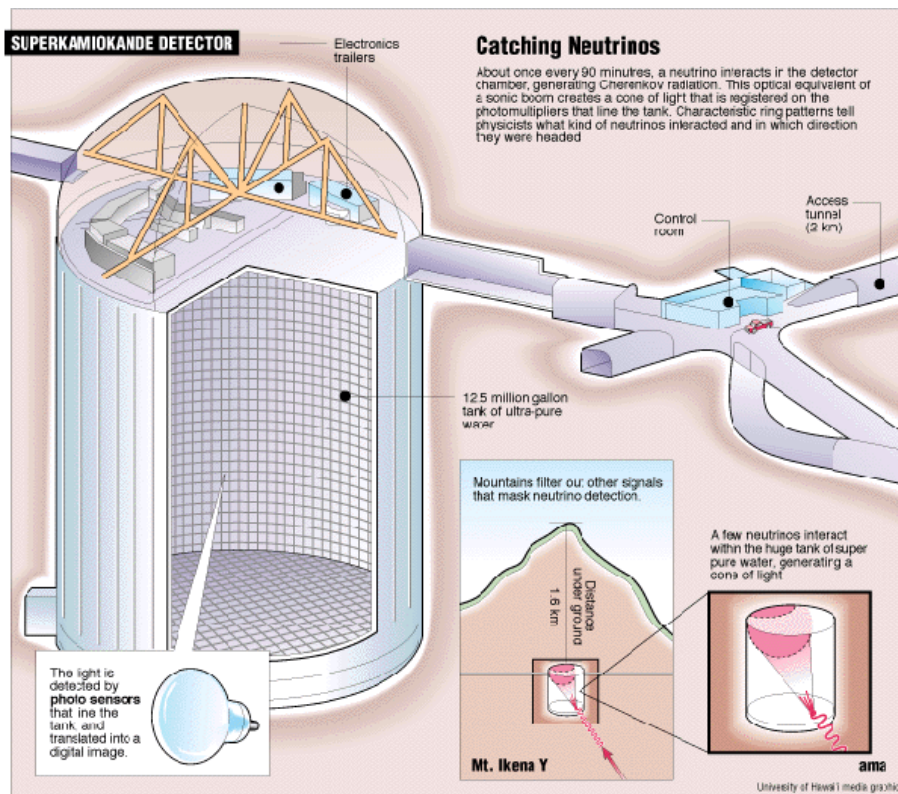 SUPERKAMIOKANDE DETECTOR
Electronics
trailers
Catching Neutrinos
About once every 90 minutres, a neutrino interacts in the detector
chamber, generating Cherenkov radiation. This optical equivalent of
a sonic boom creates a cone of light that is registered on the
photomultipliers that line the tank. Characteristic ring patterns tell
physicists what kind of neutrinos interacted and in which direction
they were headed
Control
room
Access
tunnel
(2 km)
12.5 million gallon
tank of ultra-pure
water
Mountains filter out other signals
that mask neutrino detection.
Distance
under ground
1.6 km
Mt. Ikena Y
A few neutrinos interact
within the huge tank of super
pure water, generating a
cone of light
ama
The light is
detected by
photo sensors
that line the
tank, and
translated into a
digital image.
University of Hawai'i media graphic